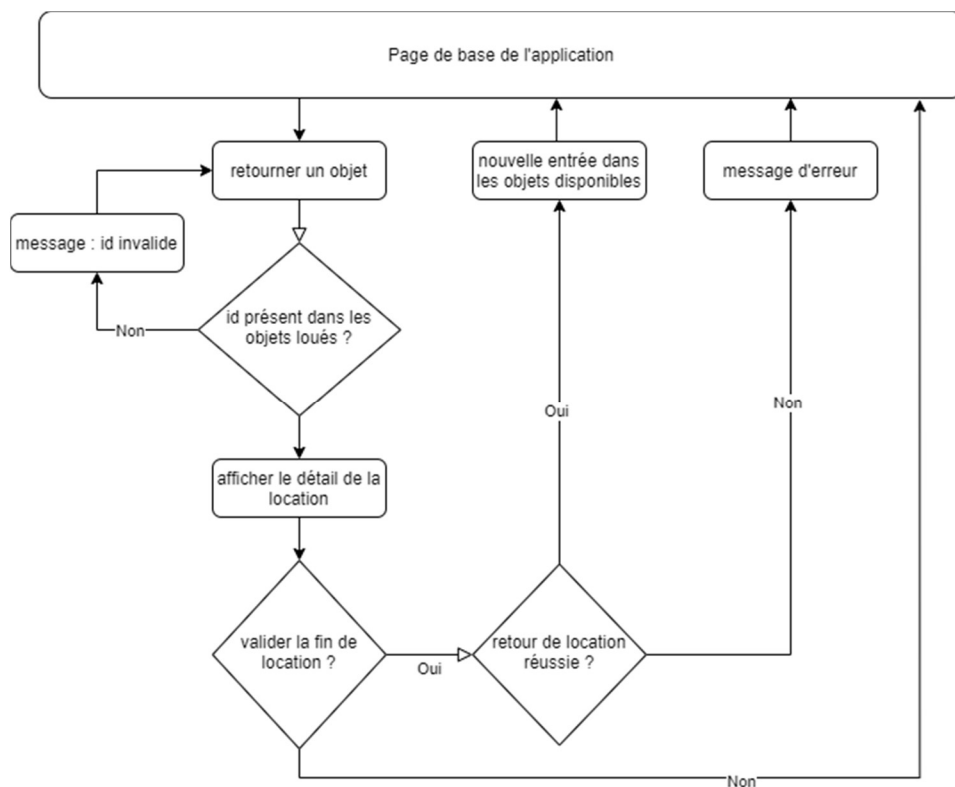 Page de base de l'application
retourner un objet
nouvelle entrée dans
les objets disponibles
message d'erreur
message : id invalide
id présent dans les
objets loués ?
Non
Oui
Non
afficher le détail de la
location
valider la fin de
location ?
Oui
retour de location
réussie ?
Non